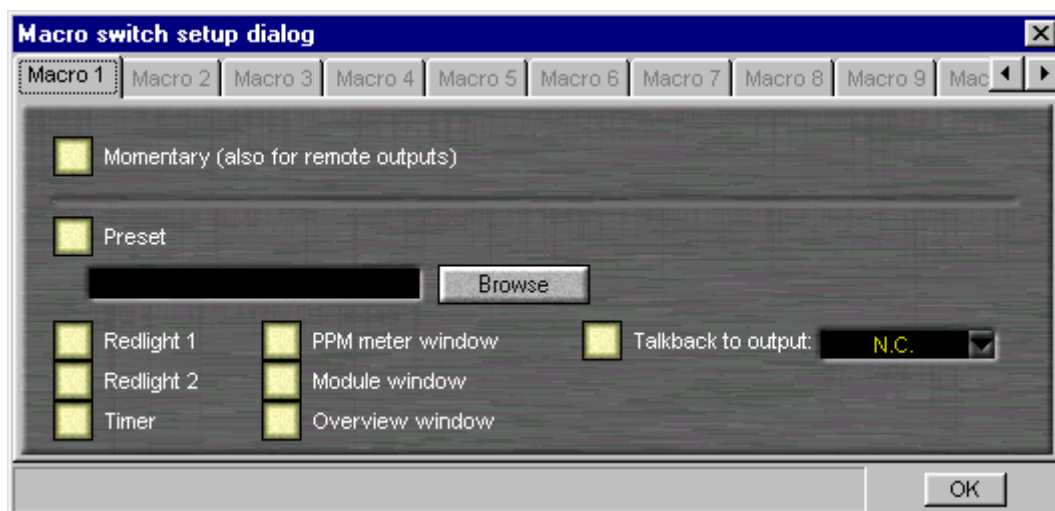 Macro switch setup dialog
Macro 1 Macro 2 Macro 3 Macro 4 Macro 5 Macro 6 Macro 7 Macro 8 Macro 9 Mac
Momentary (also for remote outputs)
Preset
Browse
Redlight 1 PPM meter window Talkback to output: N.C.
Redlight 2 Module window
Timer Overview window
OK